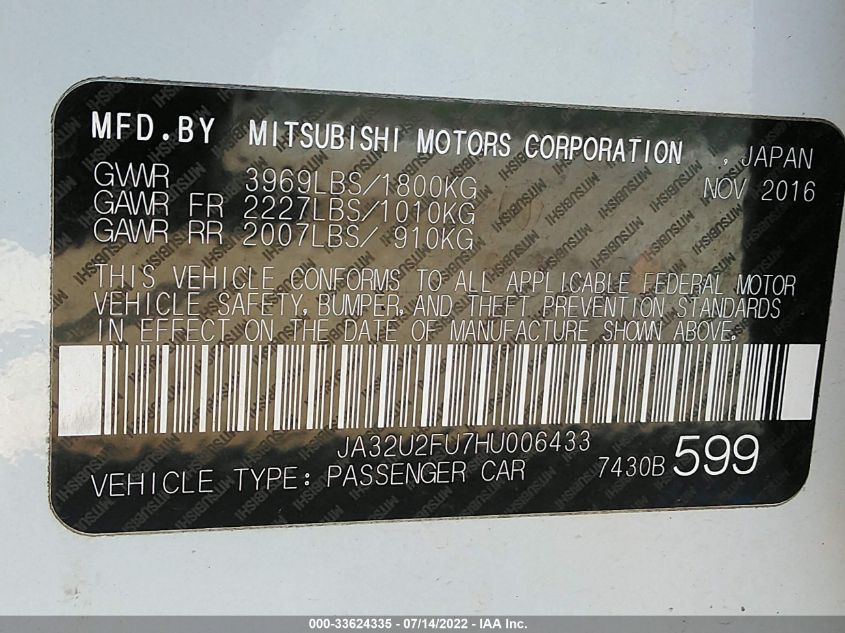 MFD.BY MITSUBISHI MOTORS CORPORATION , JAPAN
GVWR 3969LBS/1800KG NOV 2016
GAWR FR 2227LBS/1010KG
GAWR RR 2007LBS/ 910KG
THIS VEHICLE CONFORMS TO ALL APPLICABLE FEDERAL MOTOR
VEHICLE SAFETY, BUMPER, AND THEFT PREVENTION STANDARDS
IN EFFECT ON THE DATE OF MANUFACTURE SHOWN ABOVE.
JA32U2FU7HU006433
VEHICLE TYPE: PASSENGER CAR 7430B 599
000-33624335 - 07/14/2022 - IAA Inc.